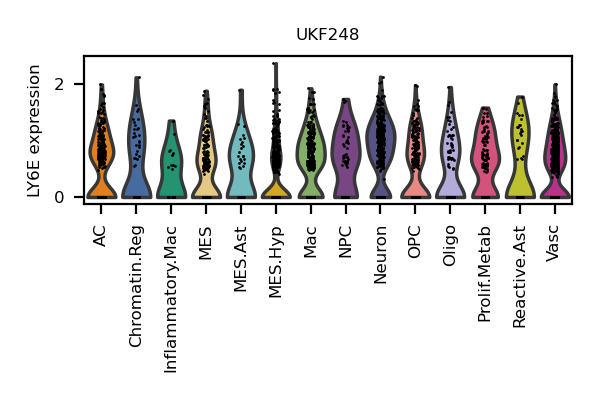 UKF248
LY6E expression
2
0
AC
Chromatin.Reg
Inflammatory.Mac
MES
MES.Ast
MES.Hyp
Mac
NPC
Neuron
OPC
Oligo
Prolif.Metab
Reactive.Ast
Vasc